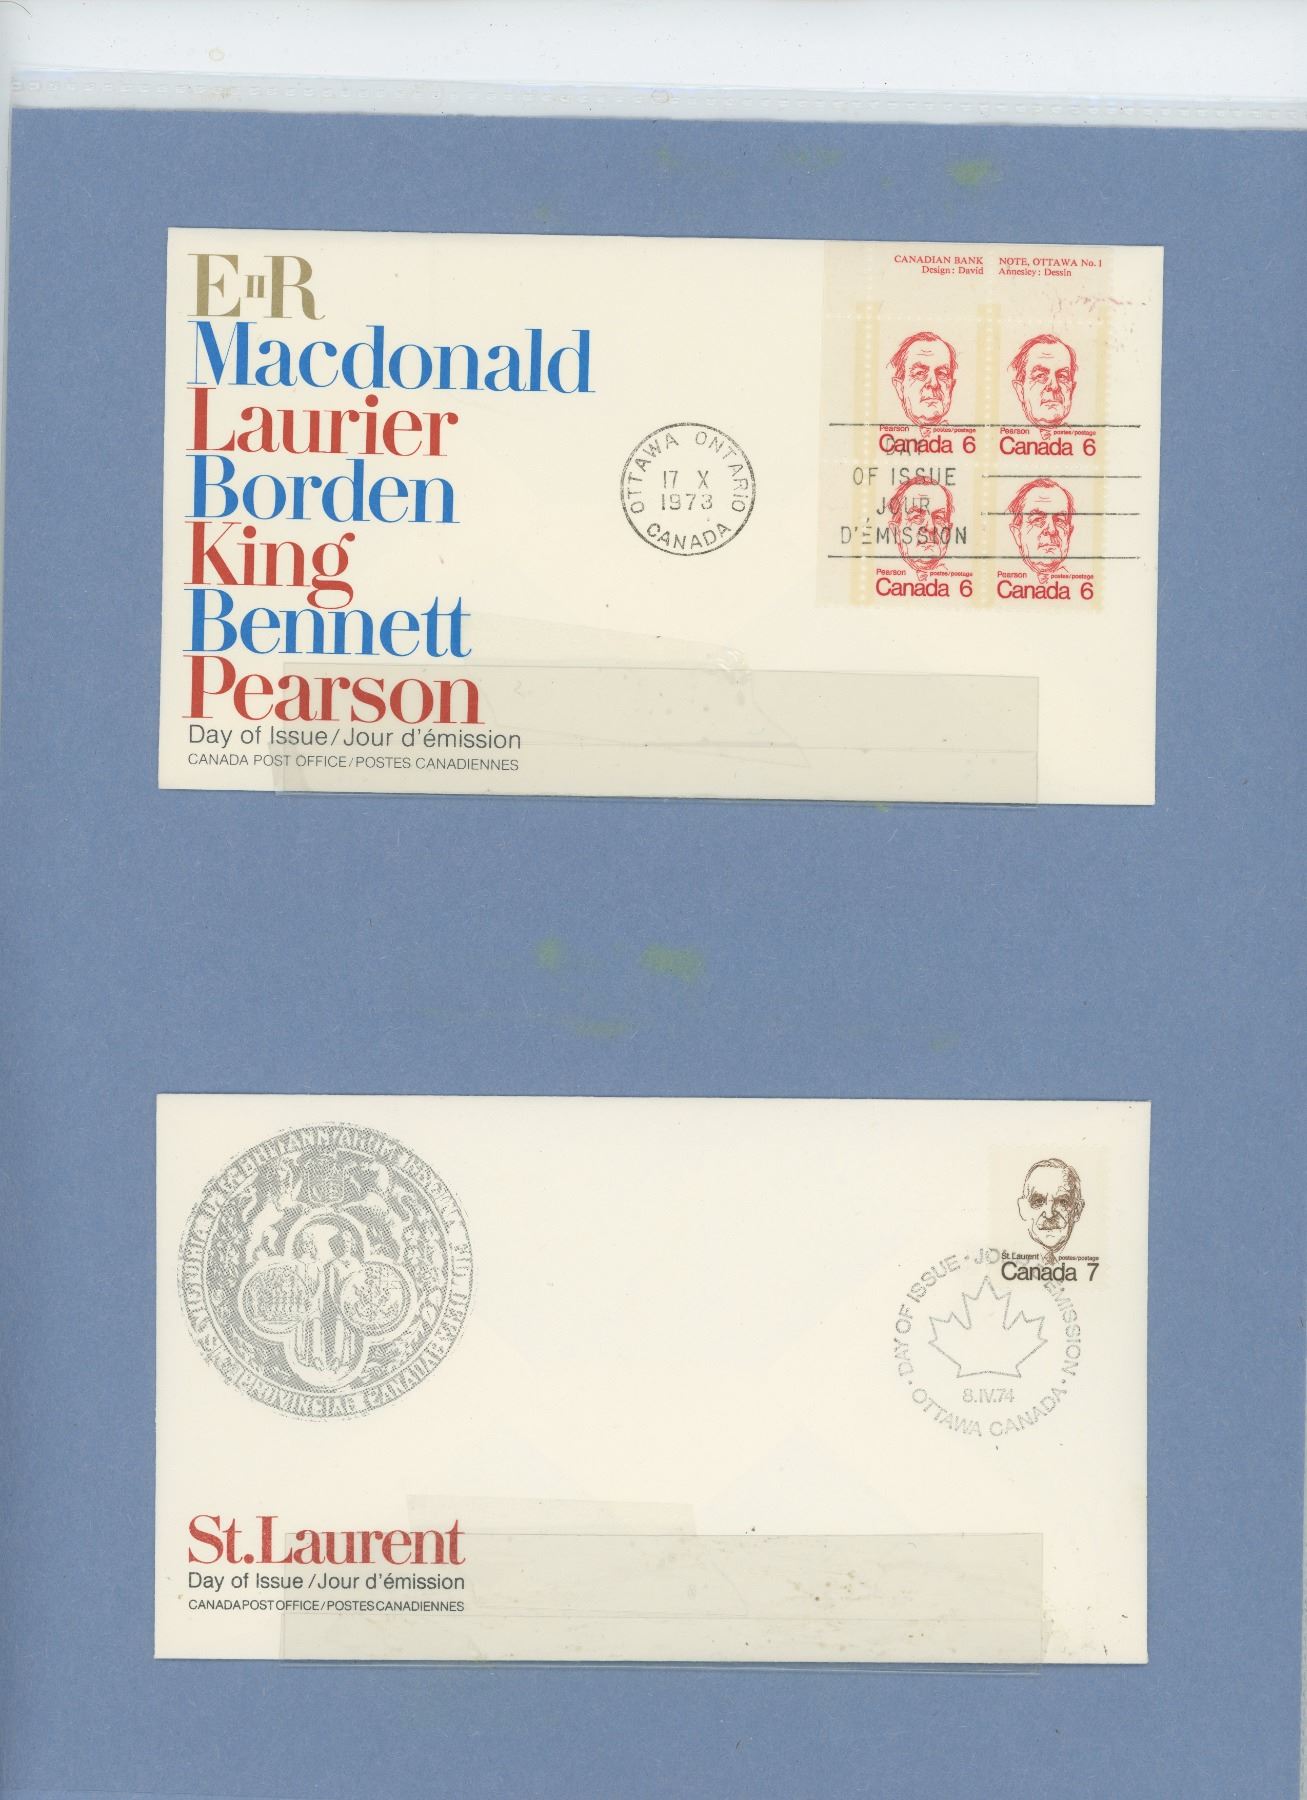 E II R
Macdonald
Laurier
Borden
King
Bennett
Pearson
Day of Issue/Jour d'émission
CANADA POST OFFICE/POSTES CANADIENNES
OTTAWA ONTARIO
17 X
1973
CANADA
CANADIAN BANK NOTE, OTTAWA No. 1
Design: David Annesley: Dessin
Pearson postes/postage
Canada 6
Pearson postes/postage
Canada 6
DAY
OF ISSUE
JOUR
D'ÉMISSION
Pearson postes/postage
Canada 6
Pearson postes/postage
Canada 6
St. Laurent postes/postage
Canada 7
DAY OF ISSUE · JOUR D'ÉMISSION ·
8.IV.74
OTTAWA CANADA ·
PROVINCIAE CANADAE
St. Laurent
Day of Issue/Jour d'émission
CANADA POST OFFICE/POSTES CANADIENNES